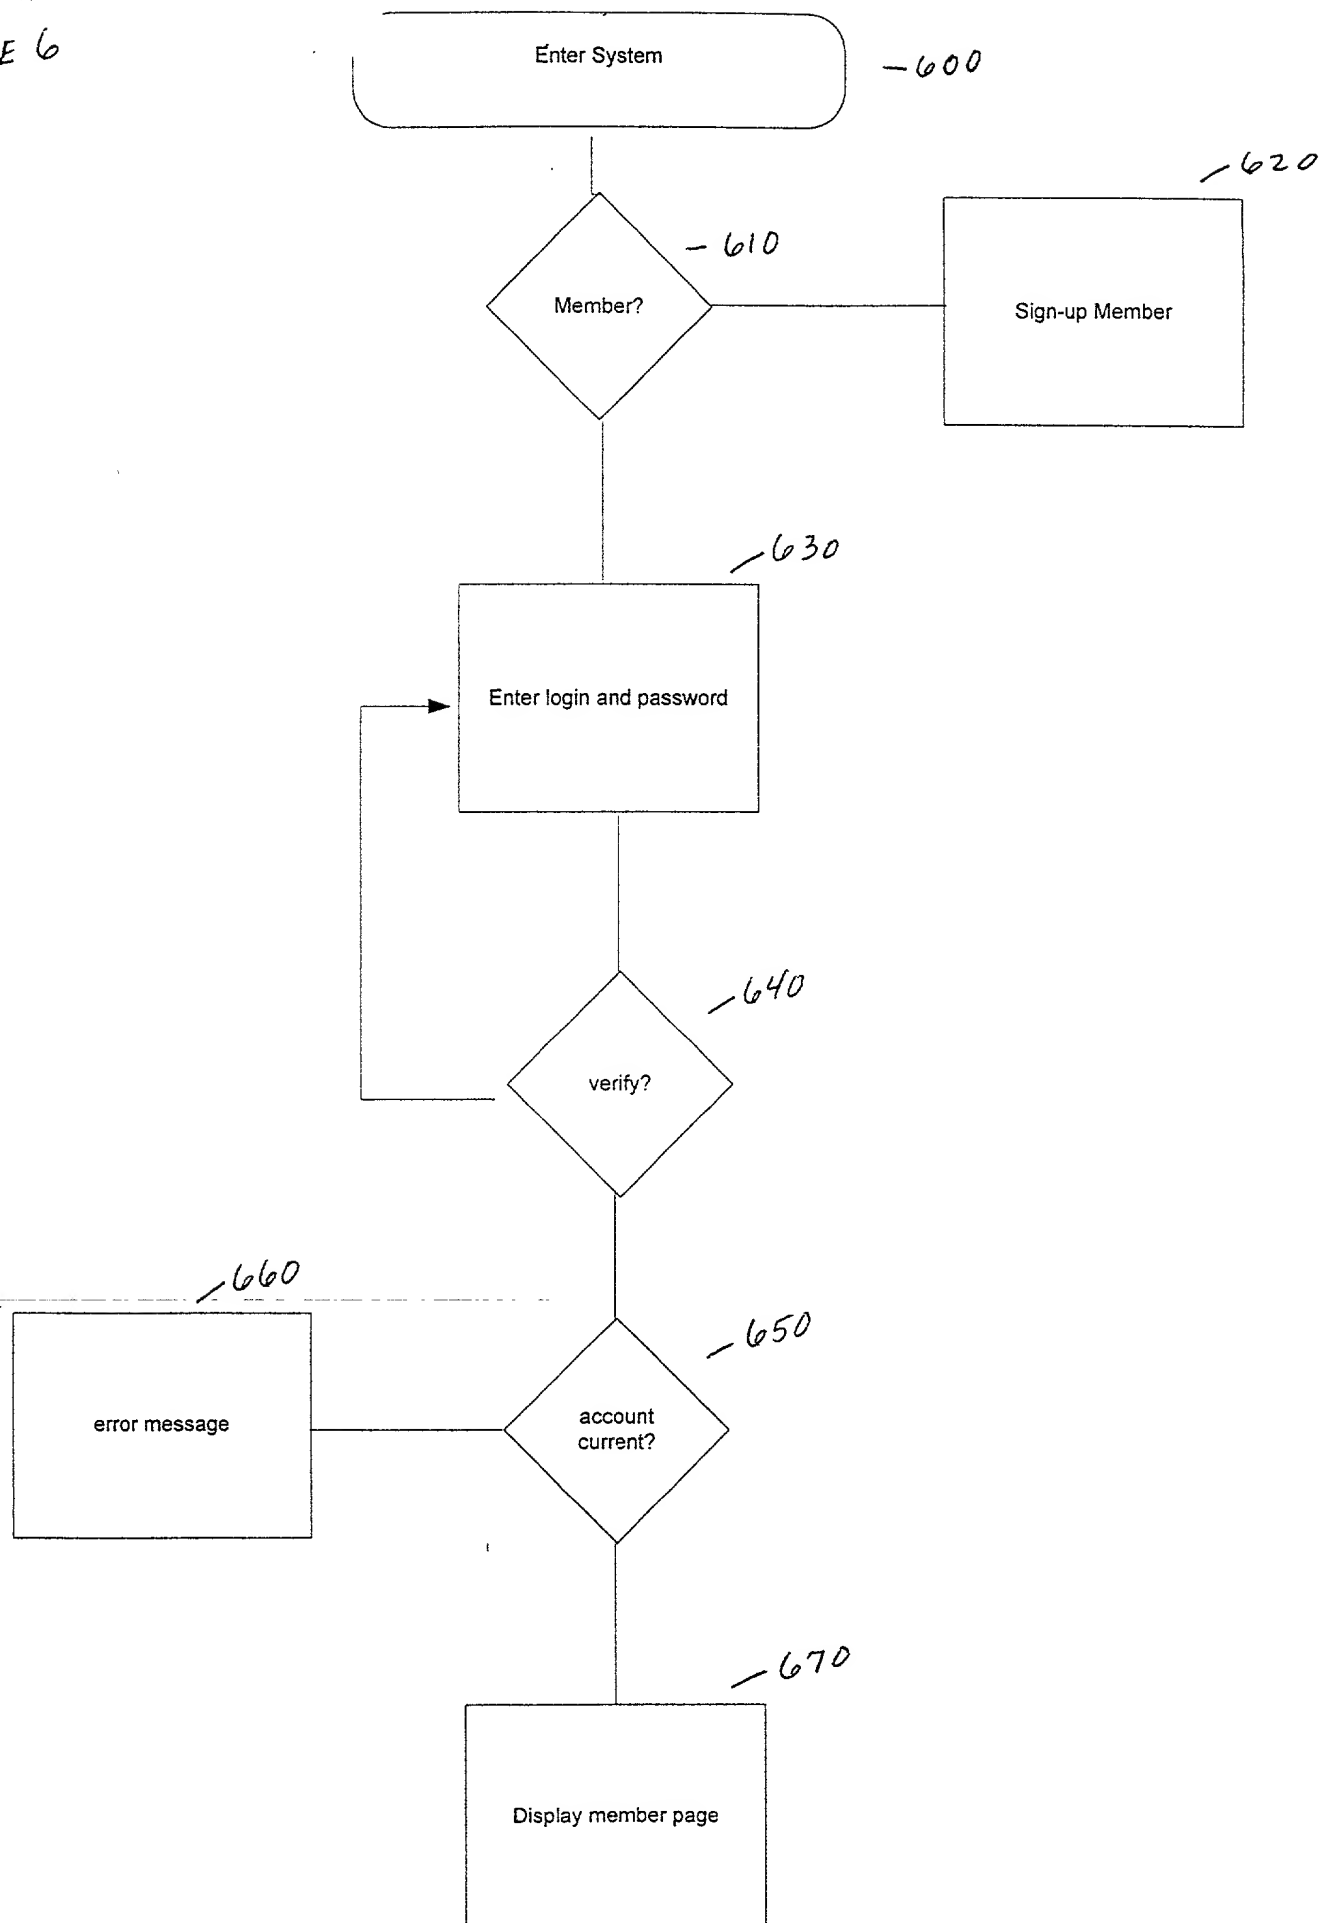 E 6
Enter System
- 600
620
- 610
Member?
Sign-up Member
630
Enter login and password
640
verify?
660
650
error message
account
current?
670
Display member page